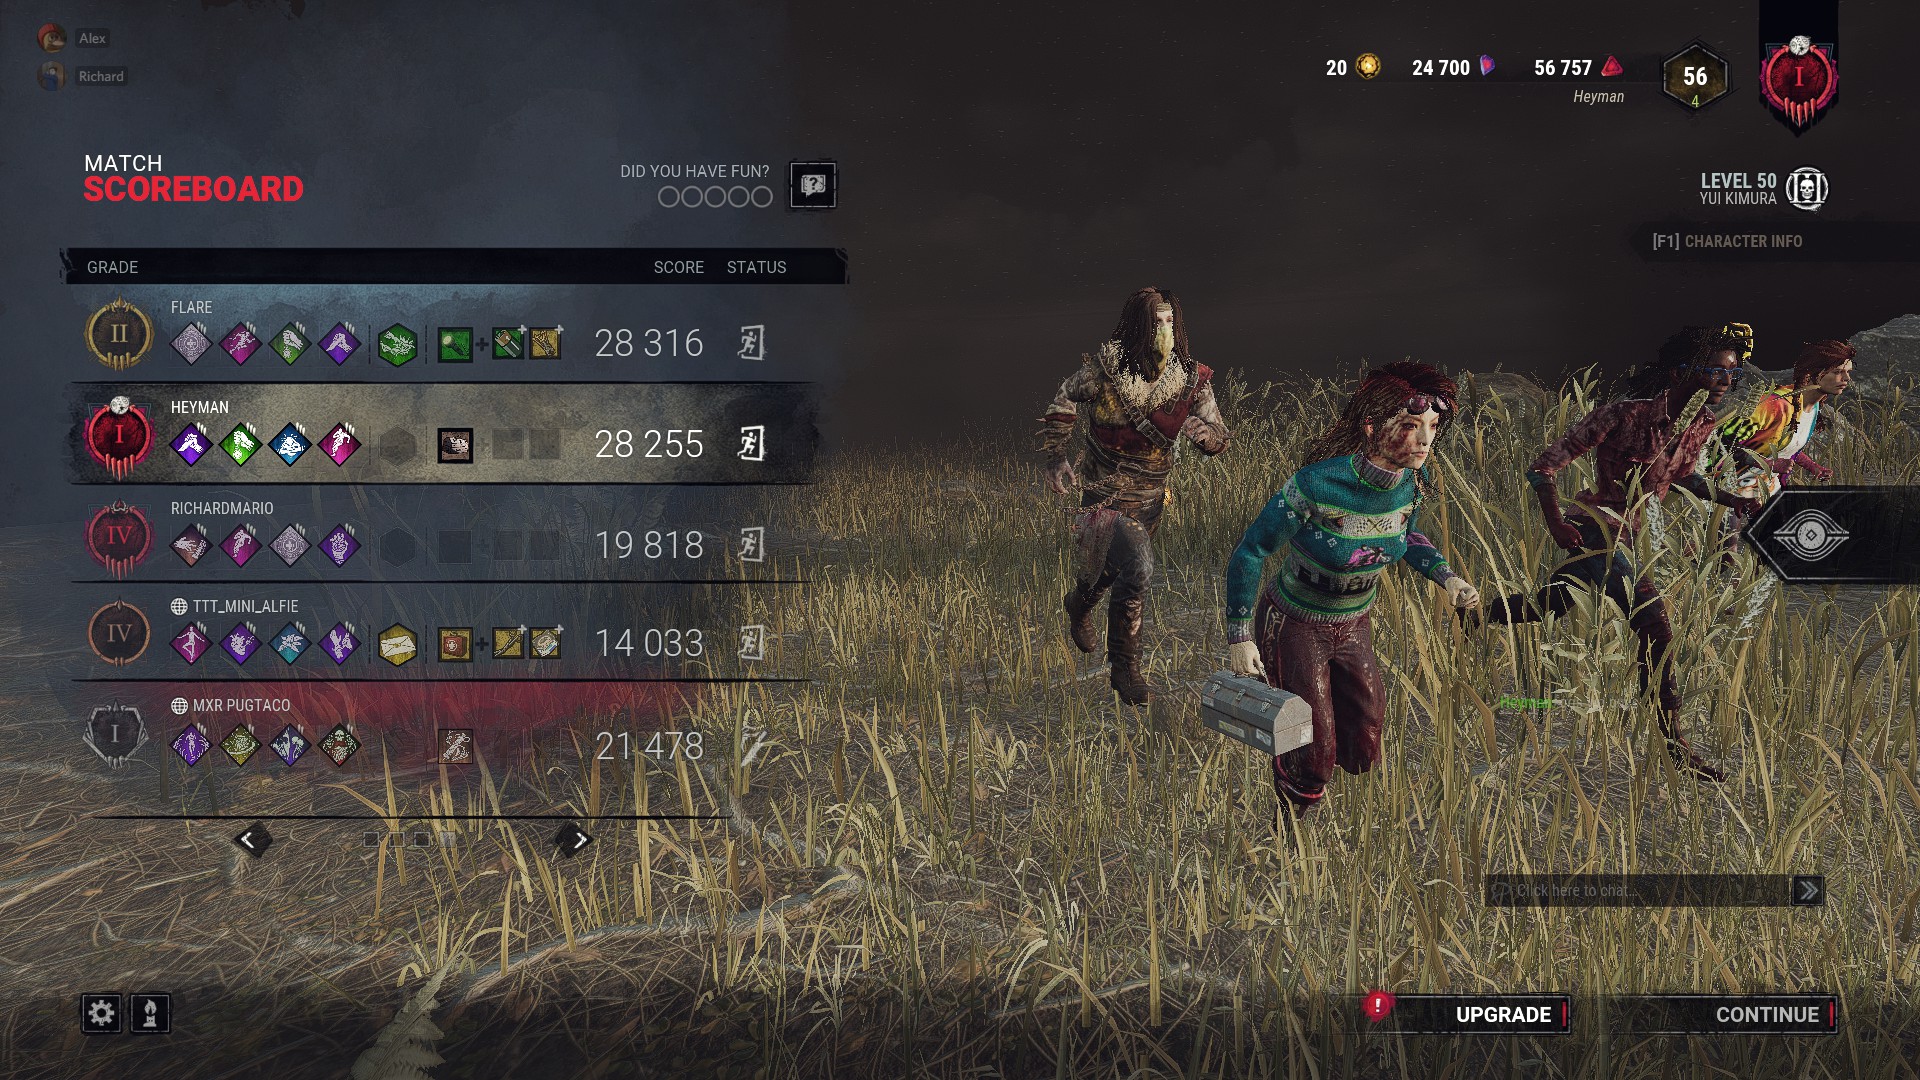 Alex
Richard
20
24 700
56 757
Heyman
56
4
I
MATCH
SCOREBOARD
DID YOU HAVE FUN?
LEVEL 50
YUI KIMURA
III
[F1] CHARACTER INFO
GRADE SCORE STATUS
FLARE
II
28 316
HEYMAN
I
28 255
RICHARDMARIO
IV
19 818
TTT_MINI_ALFIE
IV
14 033
MXR PUGTACO
I
21 478
Heyman
Click here to chat...
! UPGRADE
CONTINUE